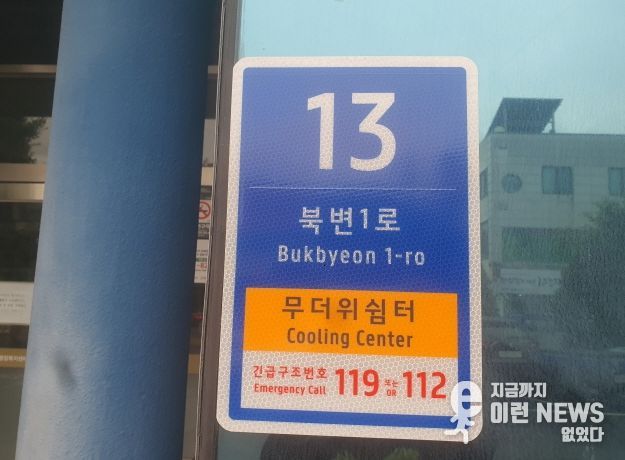 13
북변1로
Bukbyeon 1-ro
무더위쉼터
Cooling Center
긴급구조번호
Emergency Call
119 또는 OR 112
지금까지
이런 NEWS
없었다